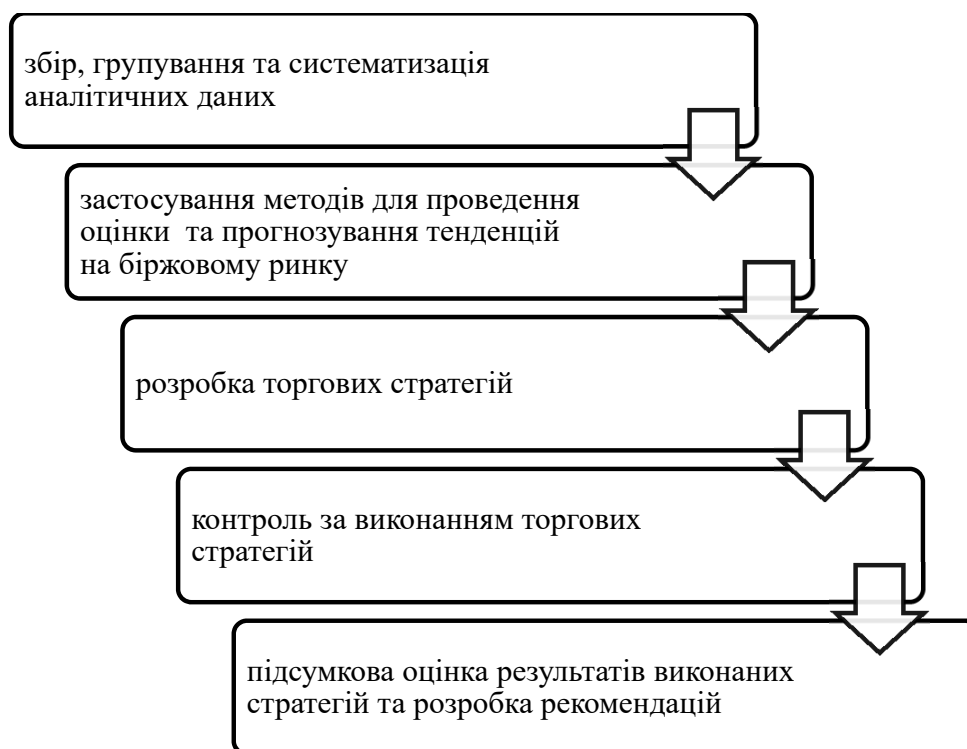 збір, групування та систематизація
аналітичних даних
застосування методів для проведення
оцінки та прогнозування тенденцій
на біржовому ринку
розробка торгових стратегій
контроль за виконанням торгових
стратегій
підсумкова оцінка результатів виконаних
стратегій та розробка рекомендацій